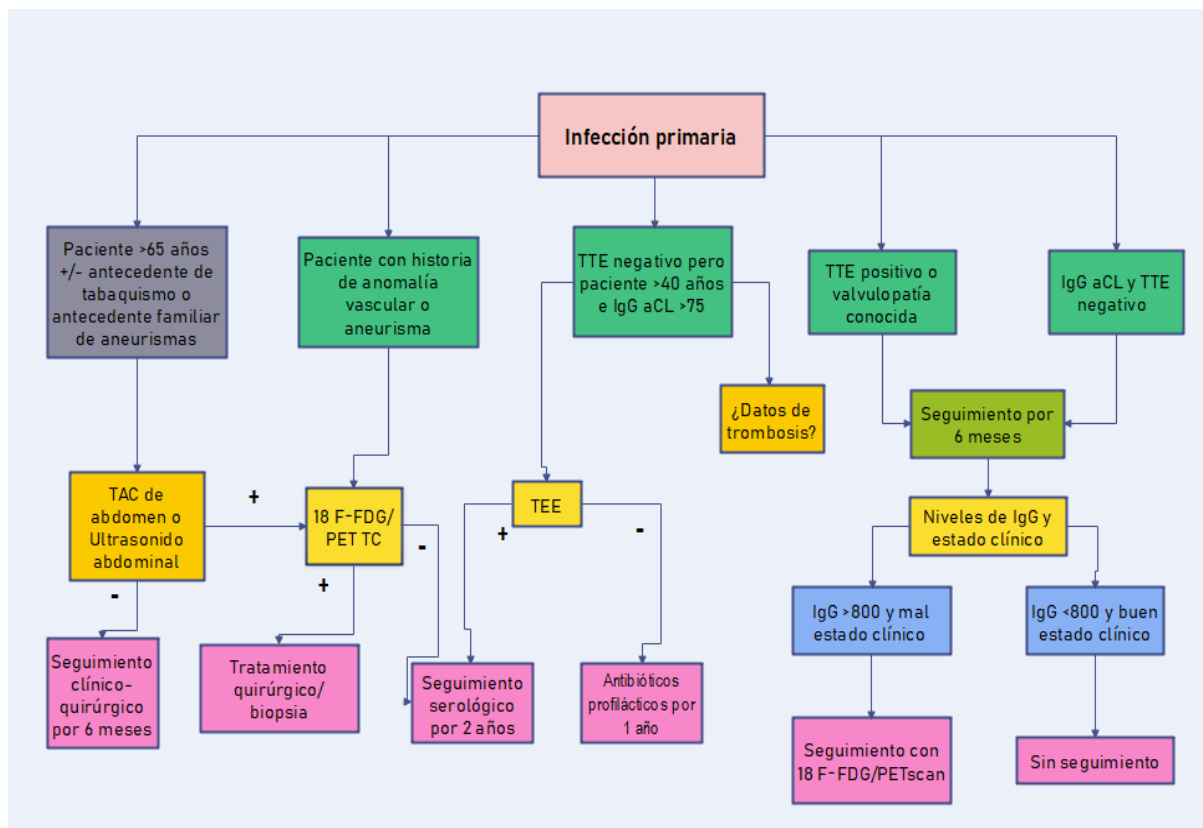 Infección primaria
Paciente >65 años
+/- antecedente de
tabaquismo o
antecedente familiar
de aneurismas
Paciente con historia
de anomalía
vascular o
aneurisma
TTE negativo pero
paciente >40 años
e IgG aCL >75
TTE positivo o
valvulopatía
conocida
IgG aCL y TTE
negativo
¿Datos de
trombosis?
Seguimiento por
6 meses
TAC de
abdomen o
Ultrasonido
abdominal
+
18 F-FDG/
PET TC
-
+
TEE
-
Niveles de IgG y
estado clínico
-
+
IgG >800 y mal
estado clínico
IgG <800 y buen
estado clínico
Seguimiento
clínico-
quirúrgico
por 6 meses
Tratamiento
quirúrgico/
biopsia
Seguimiento
serológico
por 2 años
Antibióticos
profilácticos por
1 año
Seguimiento con
18 F-FDG/PETscan
Sin seguimiento